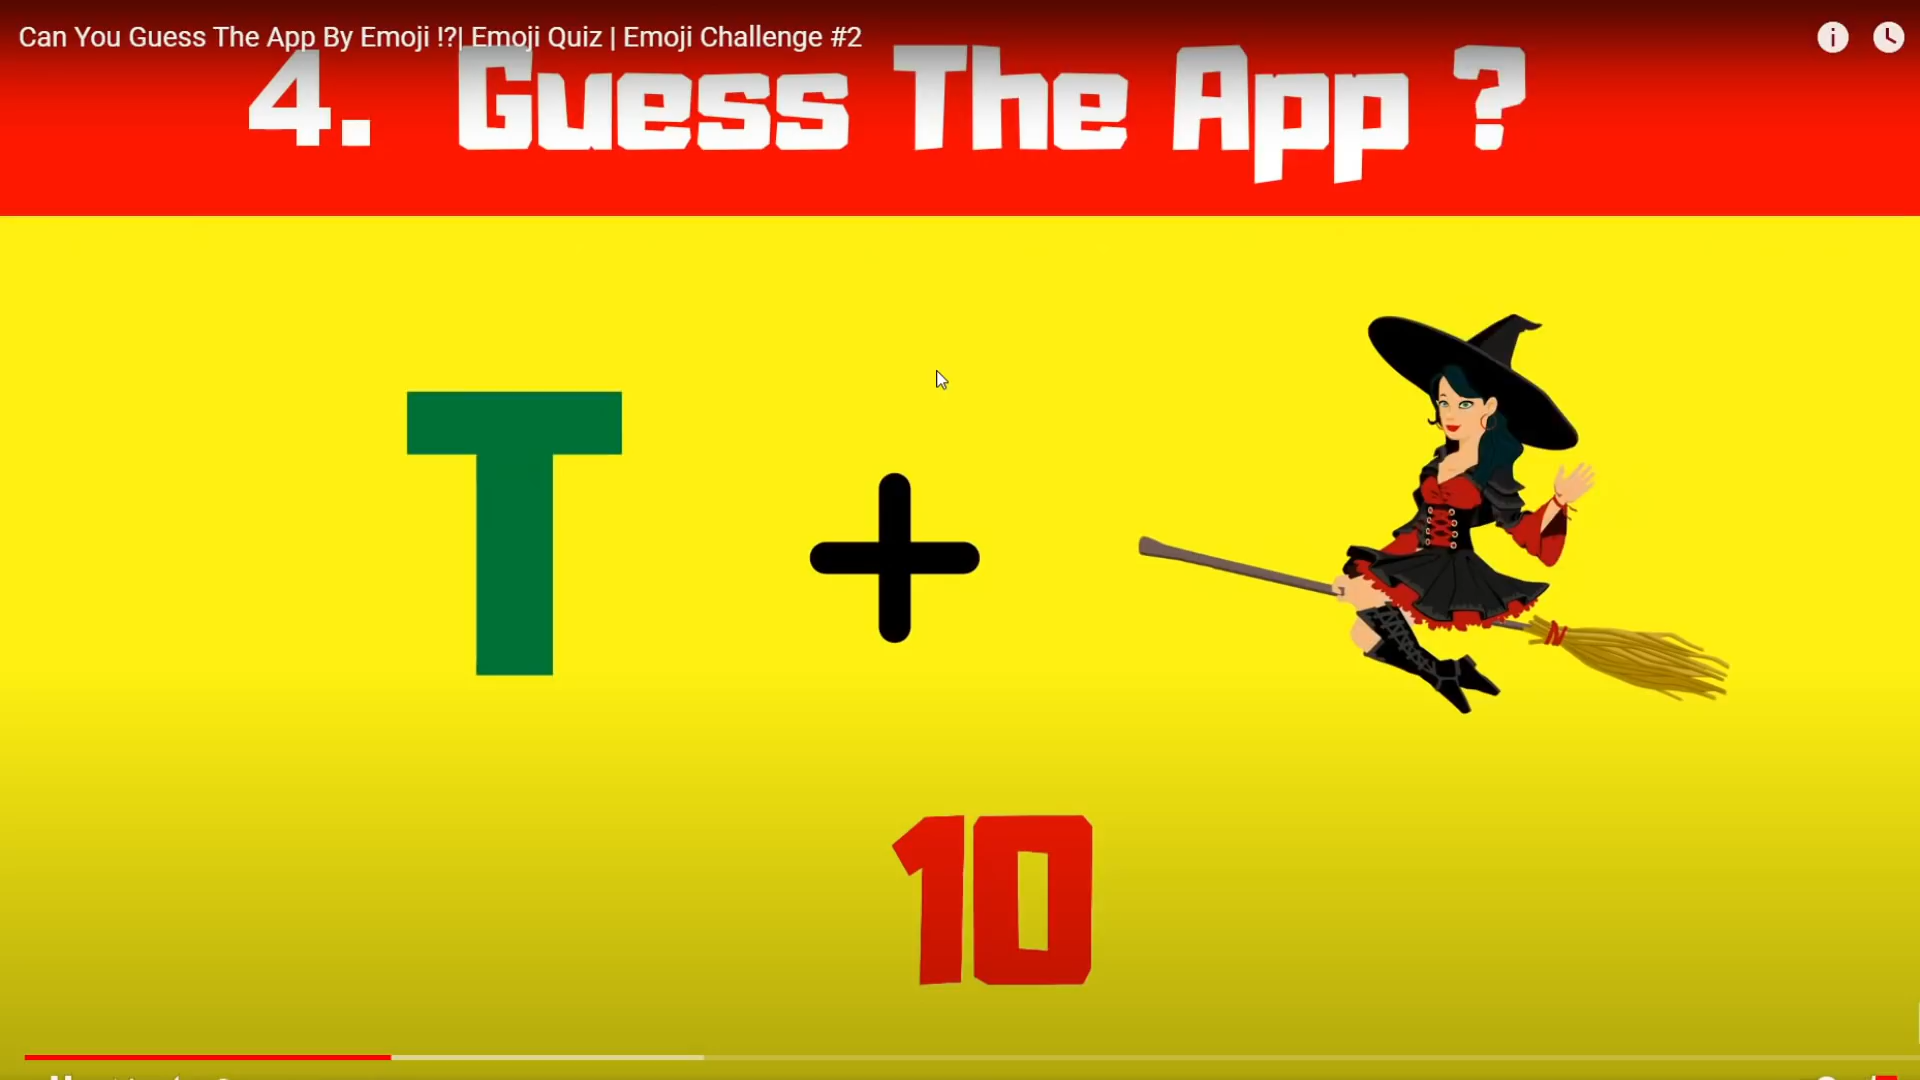 Can You Guess The App By Emoji !?| Emoji Quiz | Emoji Challenge #2
4. Guess The App ?
T
+
10